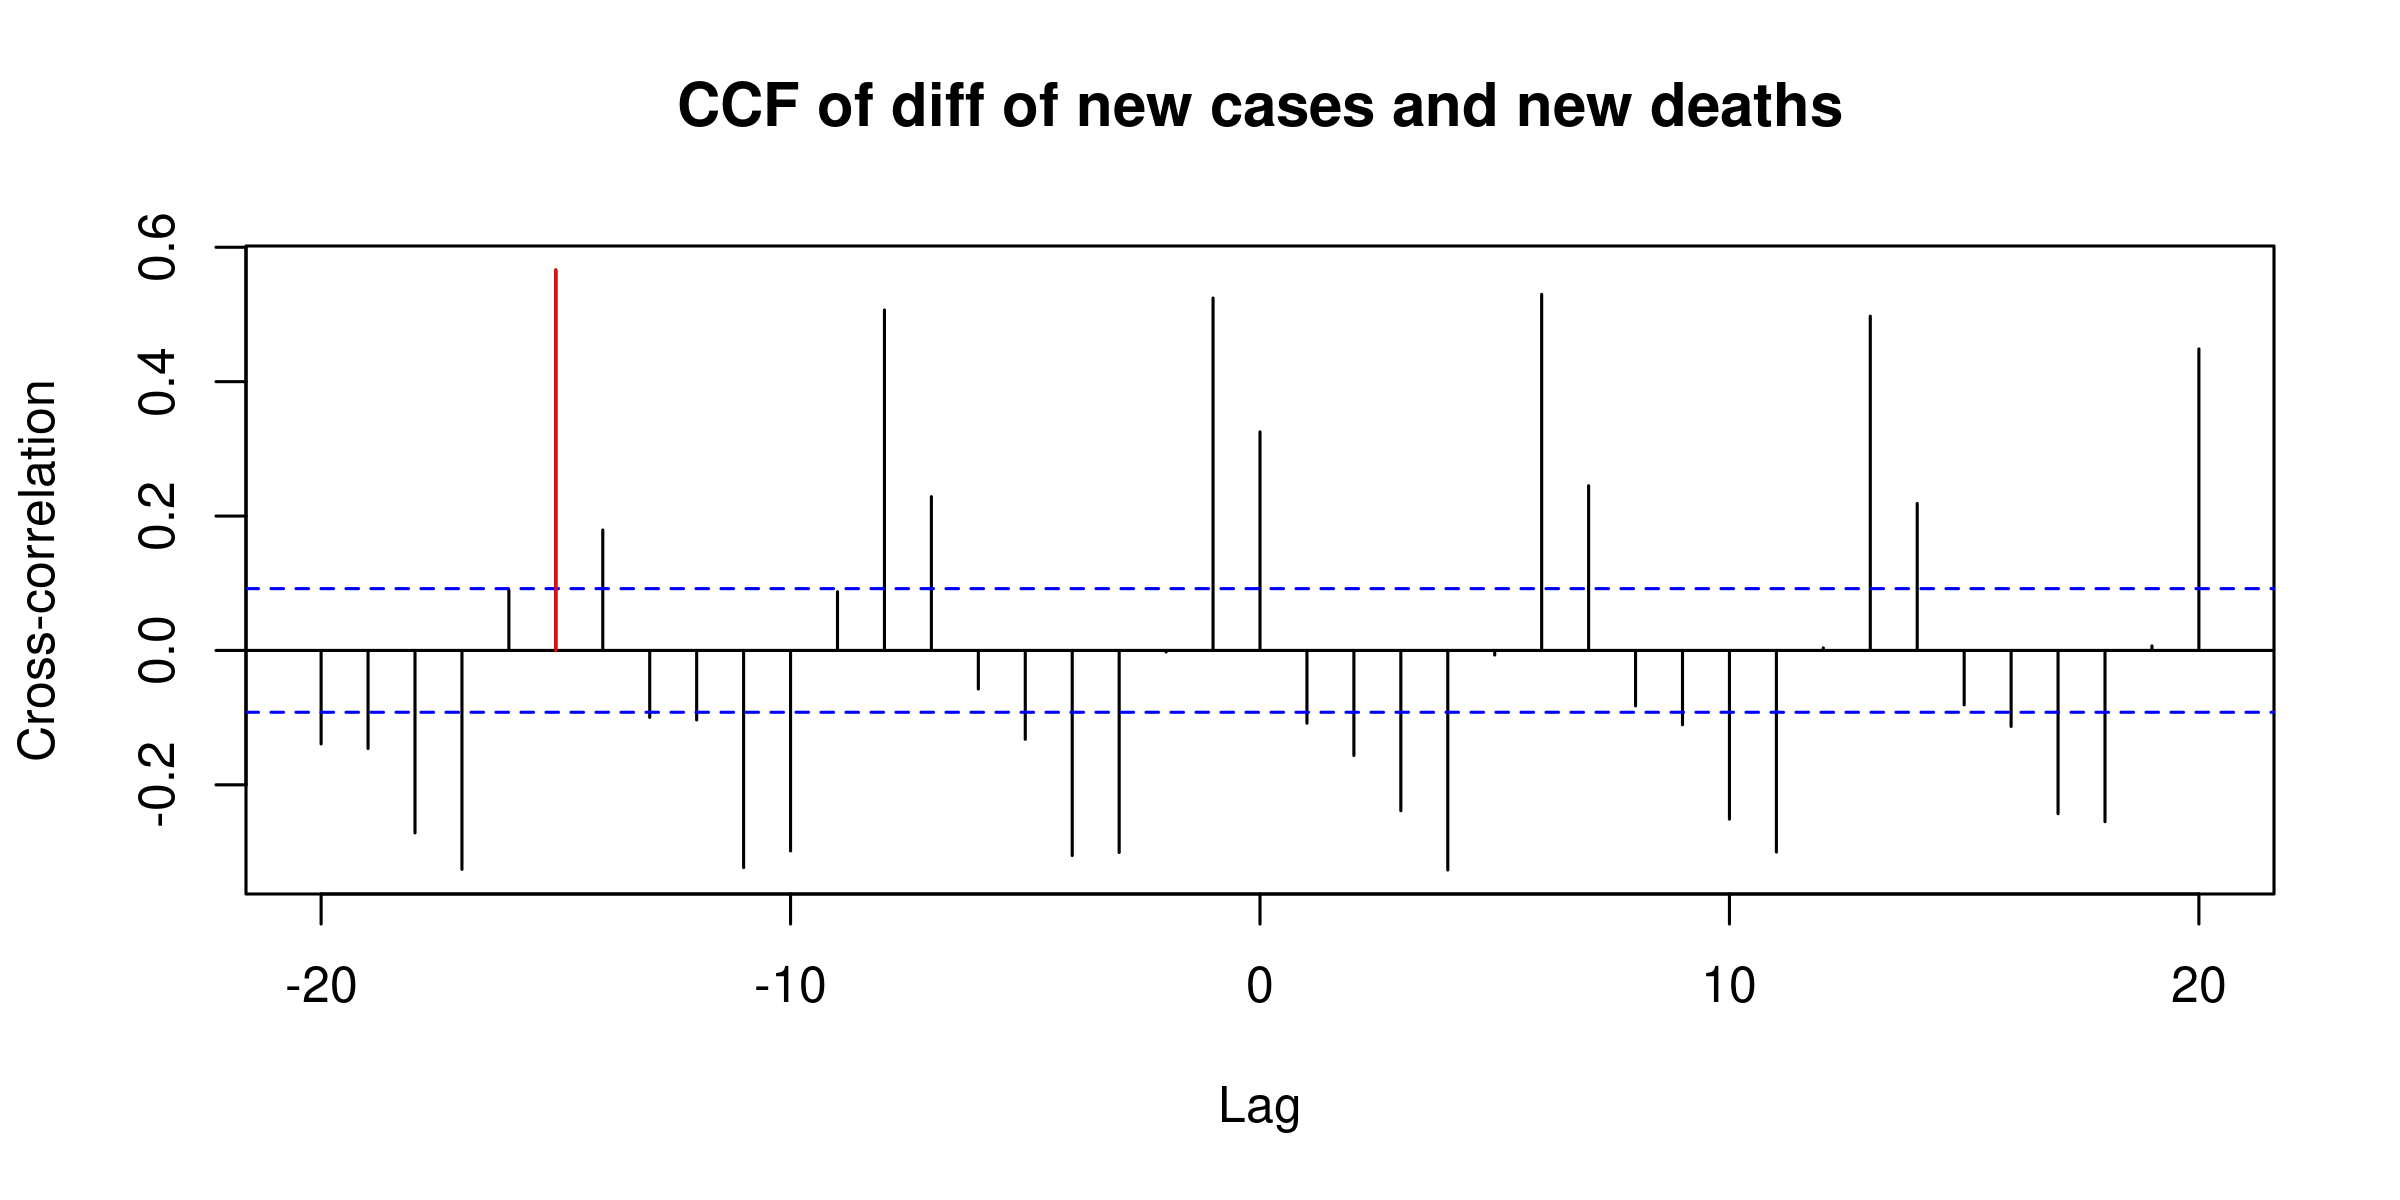 CCF of diff of new cases and new deaths
Cross-correlation
0.6
0.4
0.2
0.0
-0.2
-20 -10 0 10 20
Lag